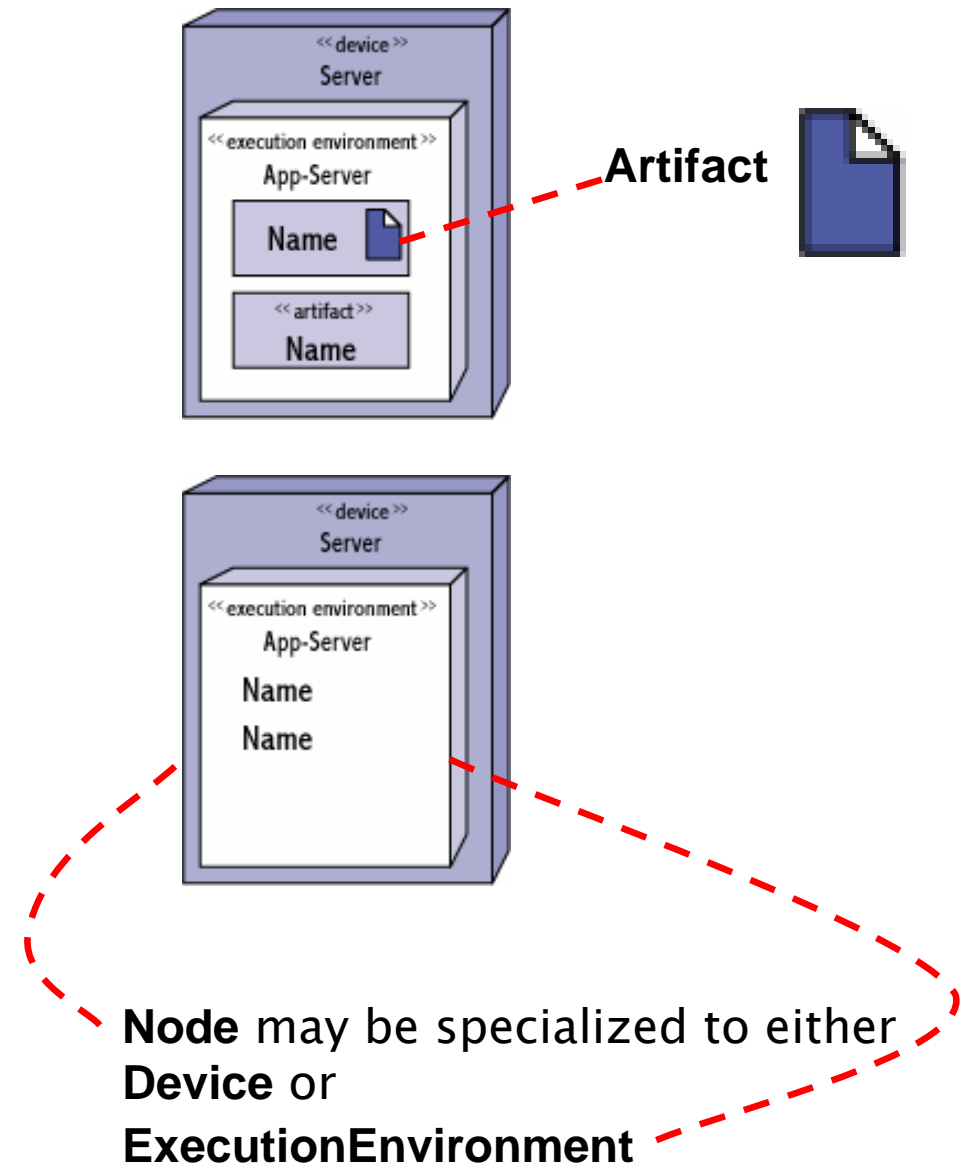 <<device>>
Server
<<execution environment>>
App-Server
Name
<<artifact>>
Name
Artifact
<<device>>
Server
<<execution environment>>
App-Server
Name
Name
Node may be specialized to either
Device or
ExecutionEnvironment